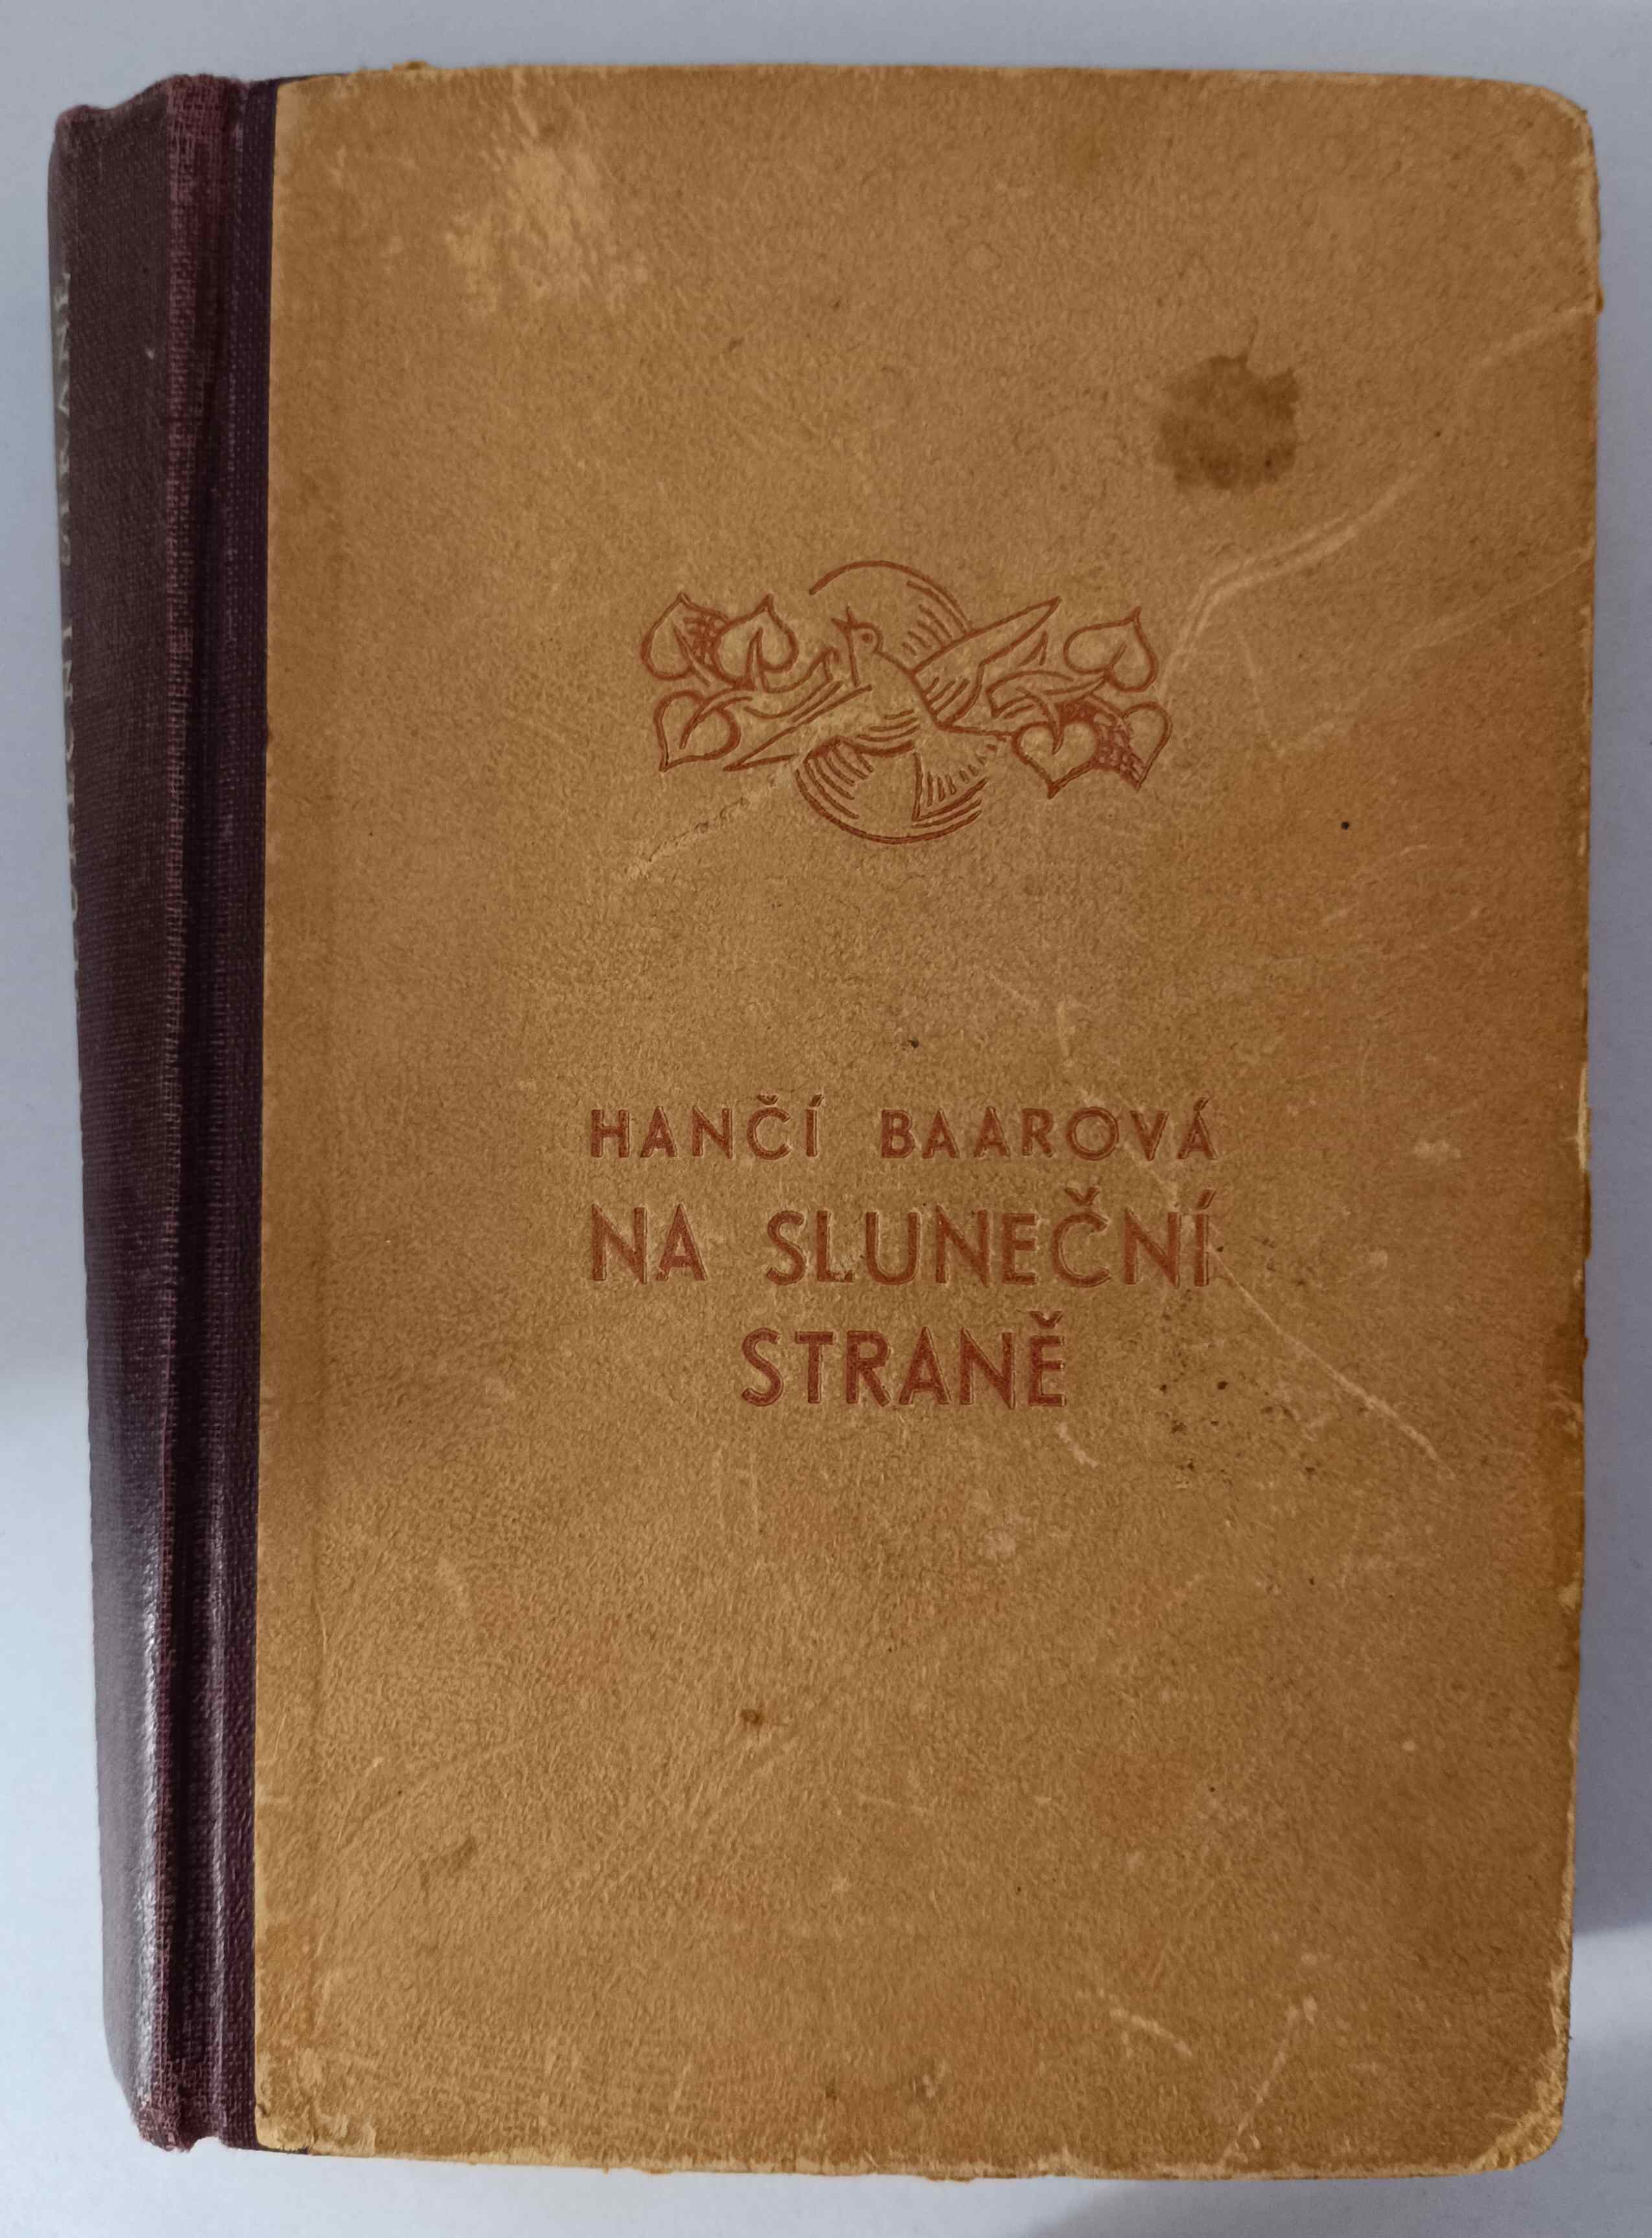 HANČÍ BAAROVÁ
NA SLUNEČNÍ
STRANĚ